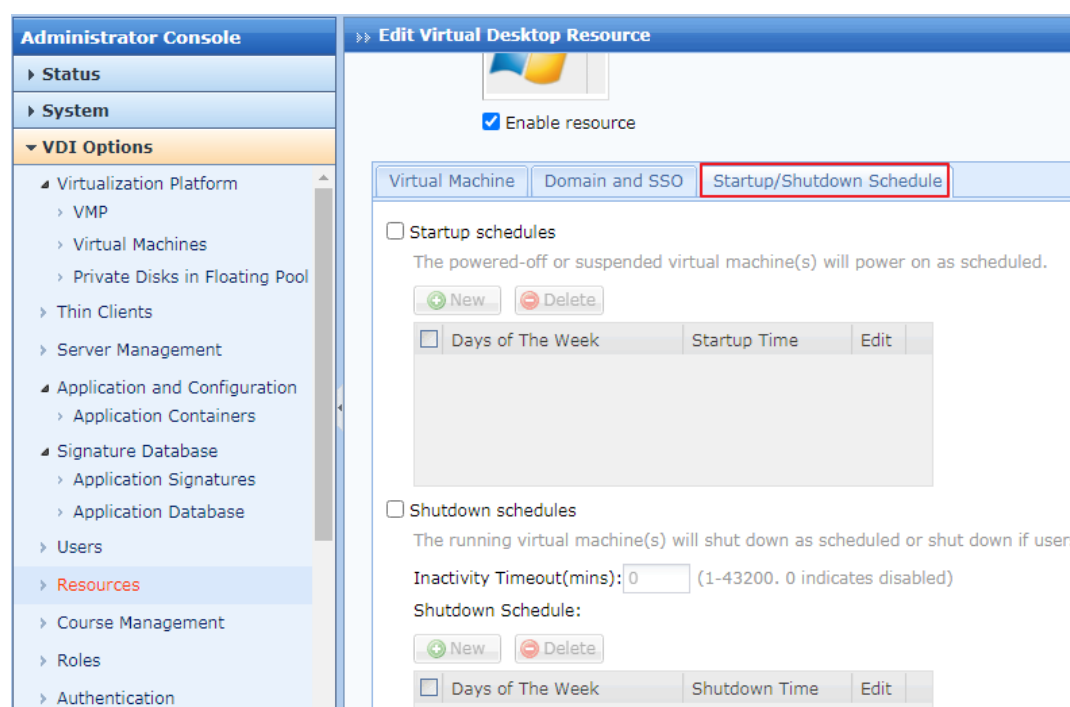 Administrator Console
Status
System
VDI Options
Virtualization Platform
VMP
Virtual Machines
Private Disks in Floating Pool
Thin Clients
Server Management
Application and Configuration
Application Containers
Signature Database
Application Signatures
Application Database
Users
Resources
Course Management
Roles
Authentication
Edit Virtual Desktop Resource
Enable resource
Virtual Machine Domain and SSO Startup/Shutdown Schedule
Startup schedules
The powered-off or suspended virtual machine(s) will power on as scheduled.
New Delete
Days of The Week Startup Time Edit
Shutdown schedules
The running virtual machine(s) will shut down as scheduled or shut down if user
Inactivity Timeout(mins): 0 (1-43200. 0 indicates disabled)
Shutdown Schedule:
New Delete
Days of The Week Shutdown Time Edit